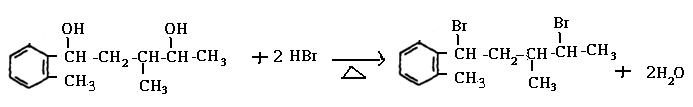 OH OH Br Br
CH-CH₂-CH-CH-CH₃ + 2 HBr → CH-CH₂-CH-CH-CH₃
CH₃ CH₃ △ CH₃ CH₃ + 2H₂O